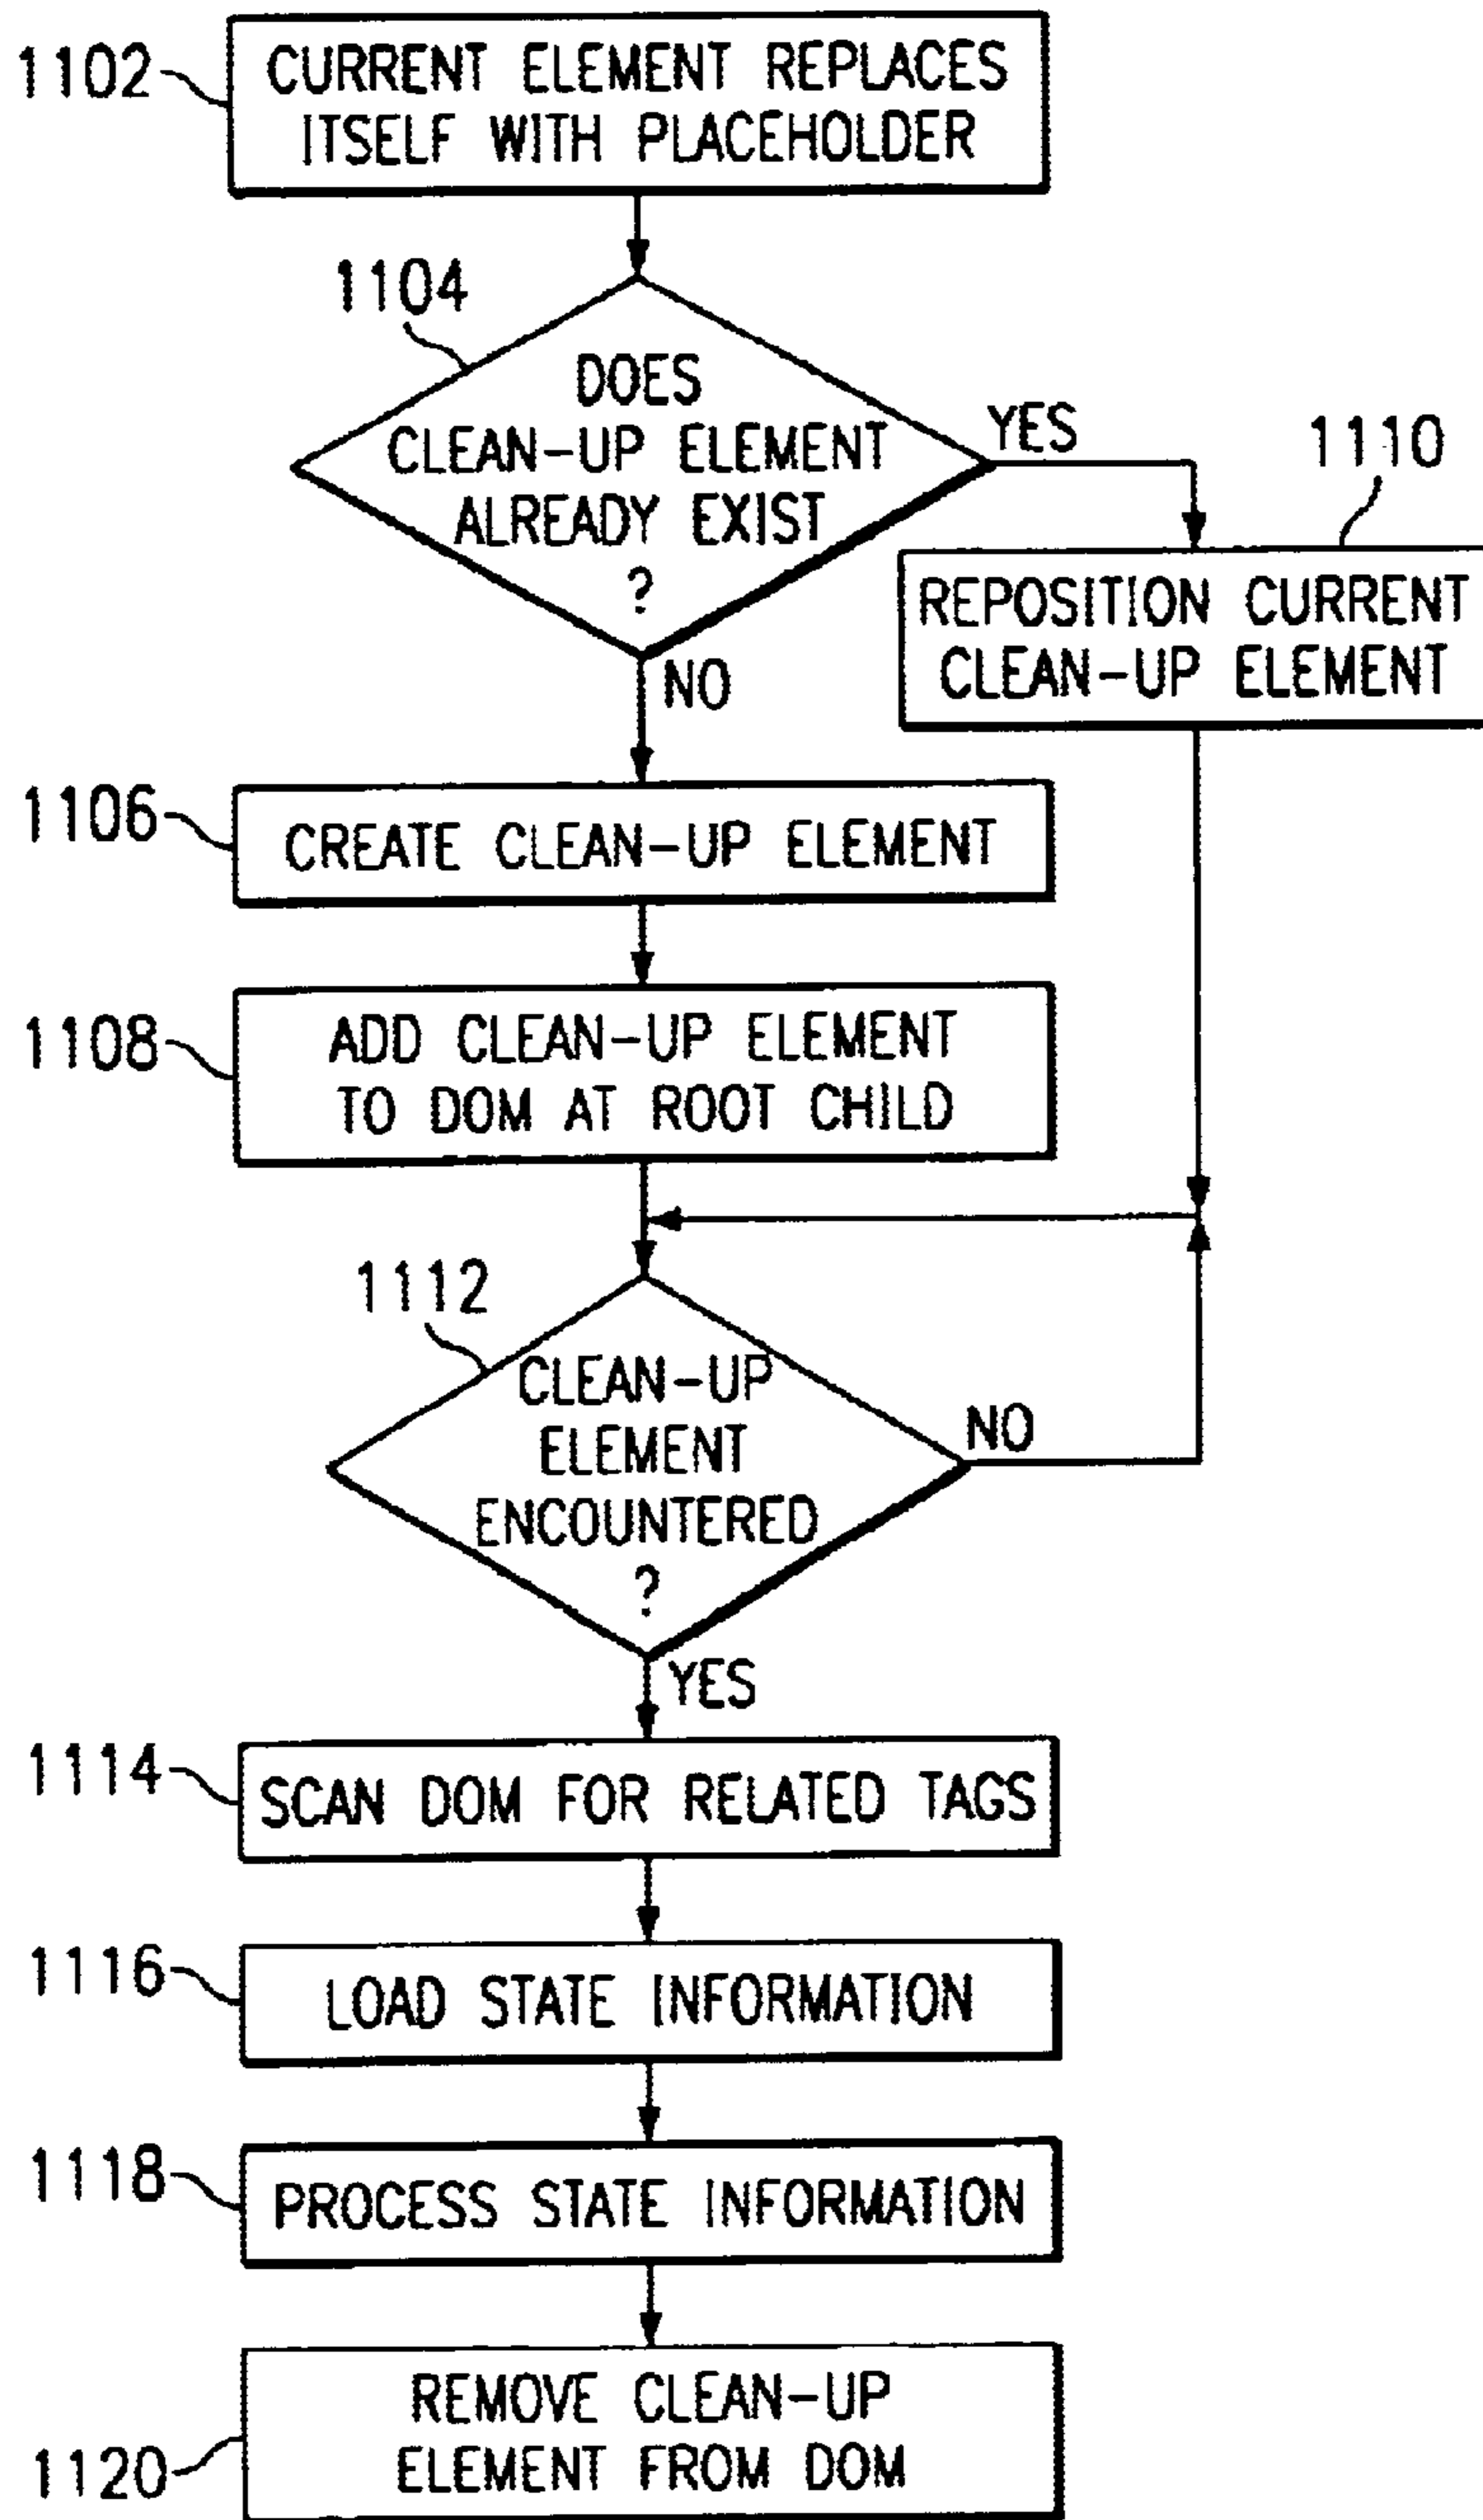 1102
CURRENT ELEMENT REPLACES
ITSELF WITH PLACEHOLDER
1104
DOES
CLEAN-UP ELEMENT
ALREADY EXIST
?
YES
NO
1110
REPOSITION CURRENT
CLEAN-UP ELEMENT
1106
CREATE CLEAN-UP ELEMENT
1108
ADD CLEAN-UP ELEMENT
TO DOM AT ROOT CHILD
1112
CLEAN-UP
ELEMENT
ENCOUNTERED
?
NO
YES
1114
SCAN DOM FOR RELATED TAGS
1116
LOAD STATE INFORMATION
1118
PROCESS STATE INFORMATION
1120
REMOVE CLEAN-UP
ELEMENT FROM DOM